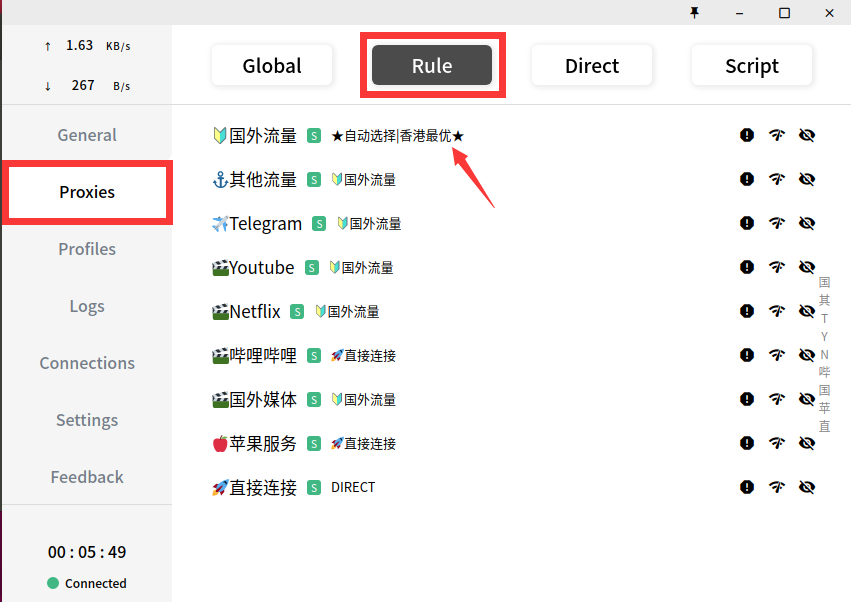 ↑ 1.63 KB/s
↓ 267 B/s
General
Proxies
Profiles
Logs
Connections
Settings
Feedback
00 : 05 : 49
Connected
Global Rule Direct Script
🔰国外流量 S ★自动选择|香港最优★
⚓其他流量 S 🔰国外流量
✈️Telegram S 🔰国外流量
🎬Youtube S 🔰国外流量
🎬Netflix S 🔰国外流量
🎬哔哩哔哩 S 🚀直接连接
🎬国外媒体 S 🔰国外流量
🍎苹果服务 S 🚀直接连接
🚀直接连接 S DIRECT
国
其
T
Y
N
哔
国
苹
直